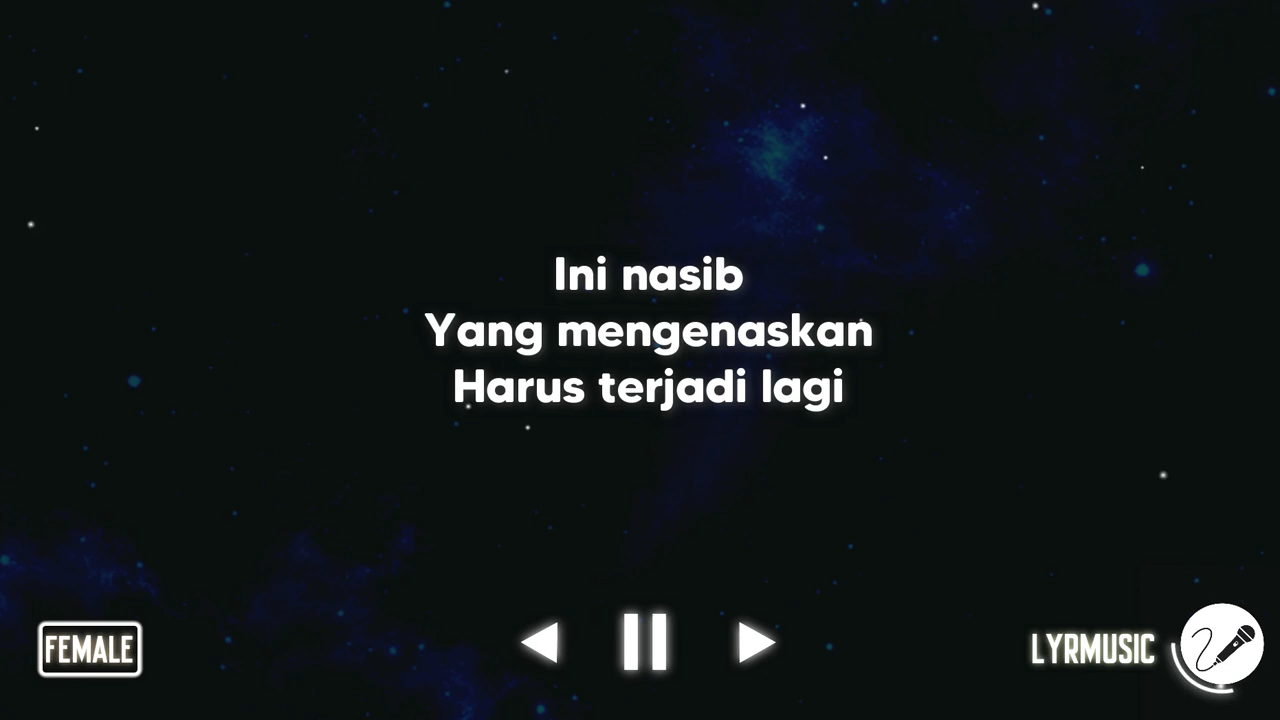 Ini nasib
Yang mengenaskan
Harus terjadi lagi
FEMALE
LYRMUSIC